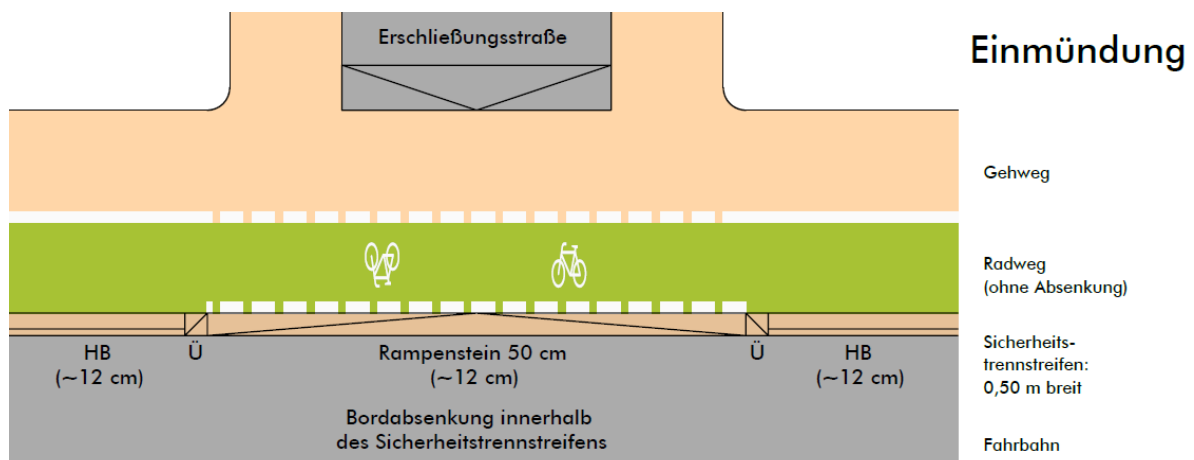 Erschließungsstraße
Einmündung
Gehweg
Radweg
(ohne Absenkung)
Sicherheits-
trennstreifen:
0,50 m breit
HB
(~12 cm)
Ü
Rampenstein 50 cm
(~12 cm)
Ü
HB
(~12 cm)
Bordabsenkung innerhalb
des Sicherheitstrennstreifens
Fahrbahn